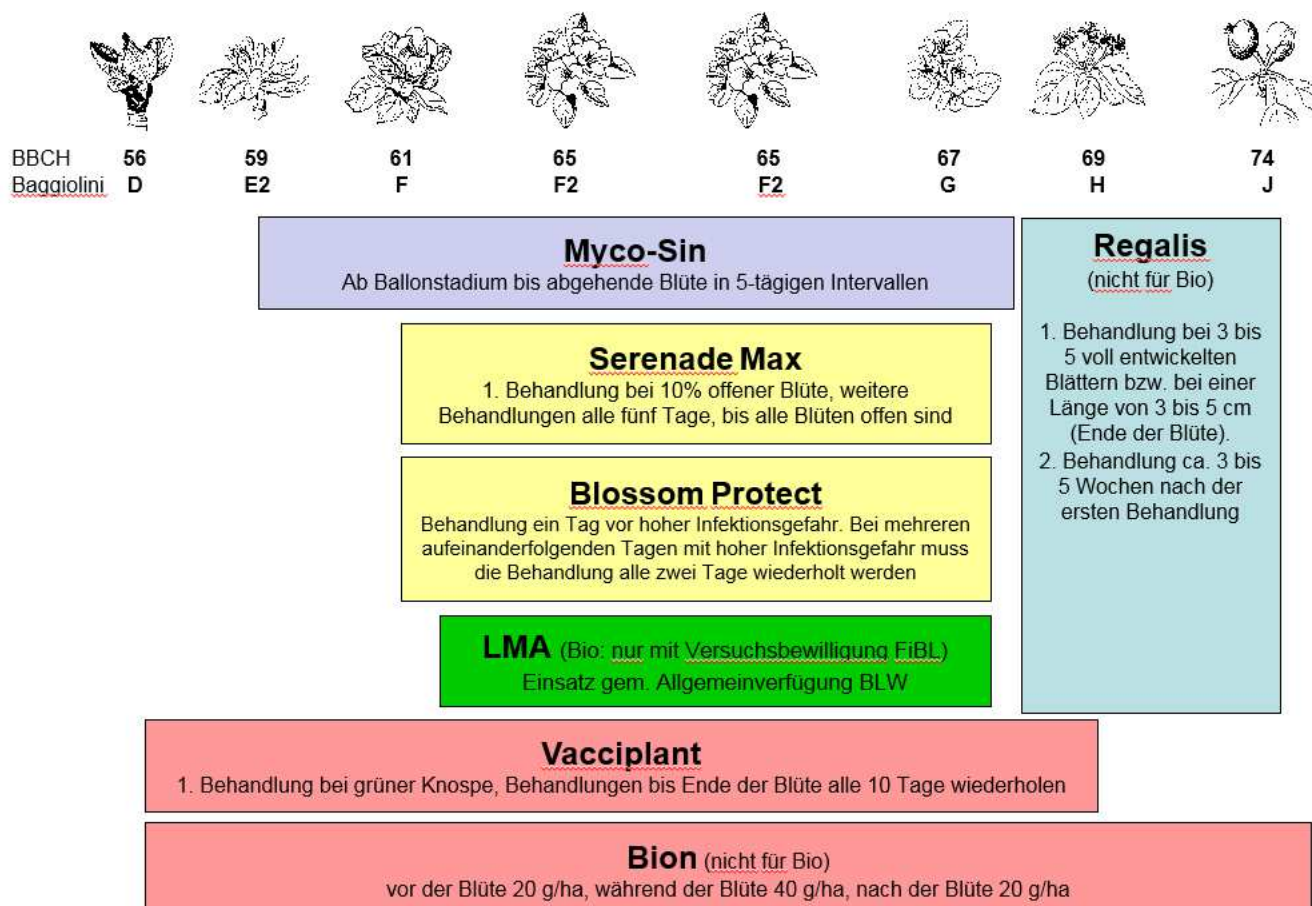 BBCH 56 59 61 65 65 67 69 74
Baggiolini D E2 F F2 F2 G H J
Myco-Sin
Ab Ballonstadium bis abgehende Blüte in 5-tägigen Intervallen
Regalis
(nicht für Bio)
1. Behandlung bei 3 bis
5 voll entwickelten
Blättern bzw. bei einer
Länge von 3 bis 5 cm
(Ende der Blüte).
2. Behandlung ca. 3 bis
5 Wochen nach der
ersten Behandlung
Serenade Max
1. Behandlung bei 10% offener Blüte, weitere
Behandlungen alle fünf Tage, bis alle Blüten offen sind
Blossom Protect
Behandlung ein Tag vor hoher Infektionsgefahr. Bei mehreren
aufeinanderfolgenden Tagen mit hoher Infektionsgefahr muss
die Behandlung alle zwei Tage wiederholt werden
LMA (Bio: nur mit Versuchsbewilligung FiBL)
Einsatz gem. Allgemeinverfügung BLW
Vacciplant
1. Behandlung bei grüner Knospe, Behandlungen bis Ende der Blüte alle 10 Tage wiederholen
Bion (nicht für Bio)
vor der Blüte 20 g/ha, während der Blüte 40 g/ha, nach der Blüte 20 g/ha